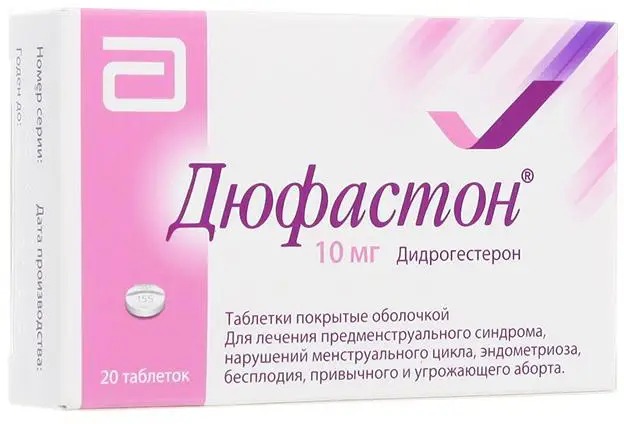 Номер серии:
Годен до:
Дата производства:
Дюфастон®
10 мг Дидрогестерон
155
Таблетки покрытые оболочкой
Для лечения предменструального синдрома,
нарушений менструального цикла, эндометриоза,
бесплодия, привычного и угрожающего аборта.
20 таблеток